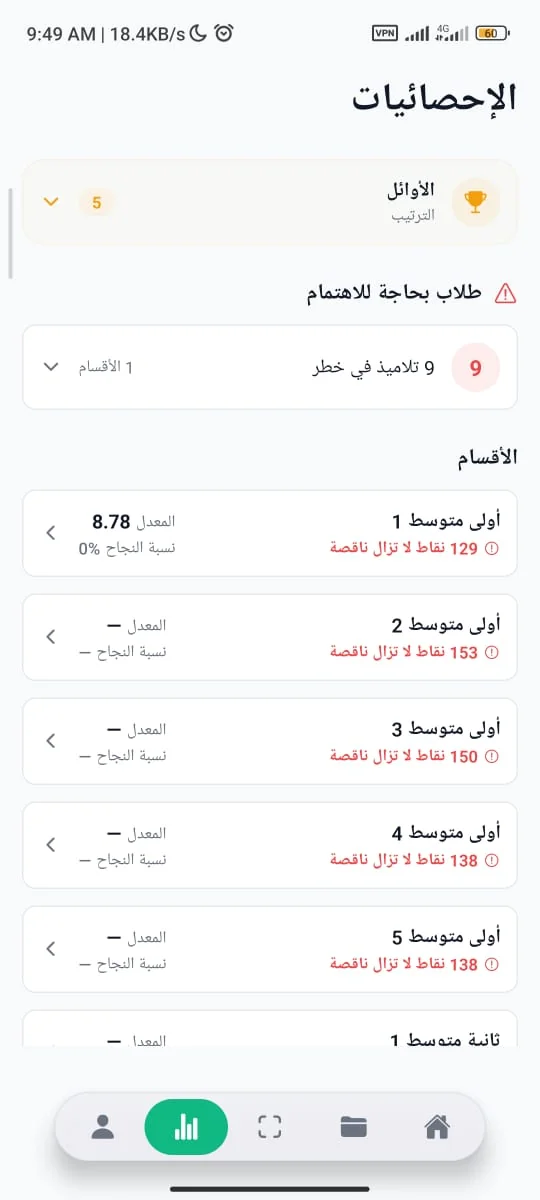 9:49 AM | 18.4KB/s
VPN 4G 60
الإحصائيات
الأوائل
الترتيب
5
طلاب بحاجة للاهتمام
9
9 تلاميذ في خطر
1 الأقسام
الأقسام
أولى متوسط 1
129 نقاط لا تزال ناقصة
المعدل 8.78
نسبة النجاح 0%
أولى متوسط 2
153 نقاط لا تزال ناقصة
المعدل —
نسبة النجاح —
أولى متوسط 3
150 نقاط لا تزال ناقصة
المعدل —
نسبة النجاح —
أولى متوسط 4
138 نقاط لا تزال ناقصة
المعدل —
نسبة النجاح —
أولى متوسط 5
138 نقاط لا تزال ناقصة
المعدل —
نسبة النجاح —
ثانية متوسط 1
المعدل —